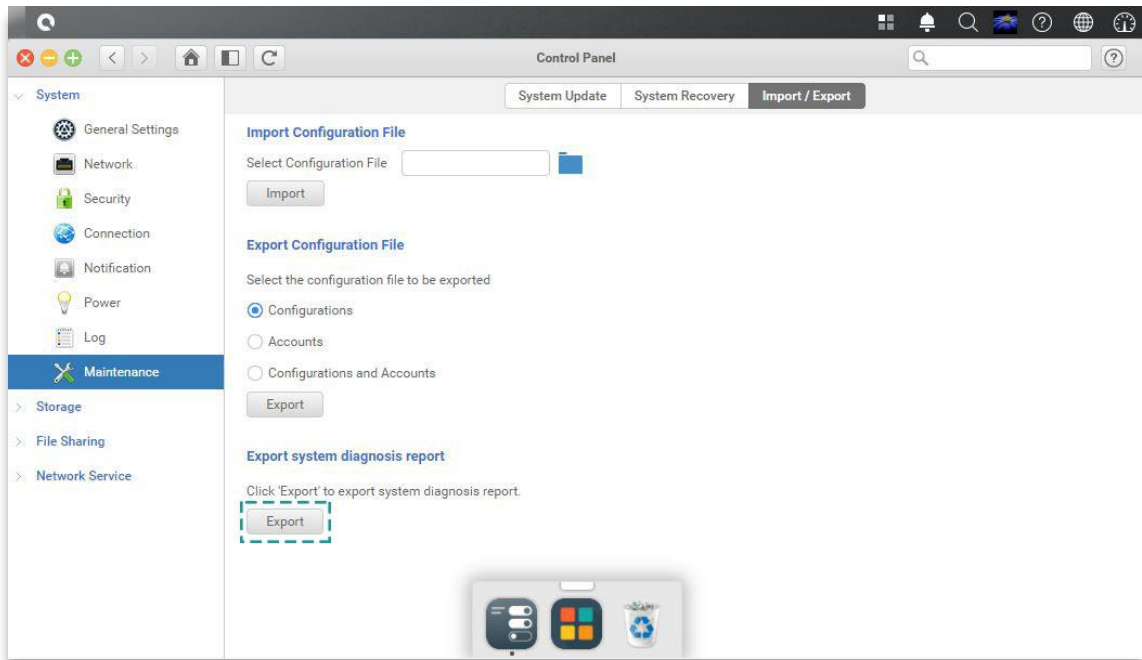 Control Panel
System
General Settings
Network
Security
Connection
Notification
Power
Log
Maintenance
Storage
File Sharing
Network Service
System Update
System Recovery
Import / Export
Import Configuration File
Select Configuration File
Import
Export Configuration File
Select the configuration file to be exported
Configurations
Accounts
Configurations and Accounts
Export
Export system diagnosis report
Click 'Export' to export system diagnosis report.
Export